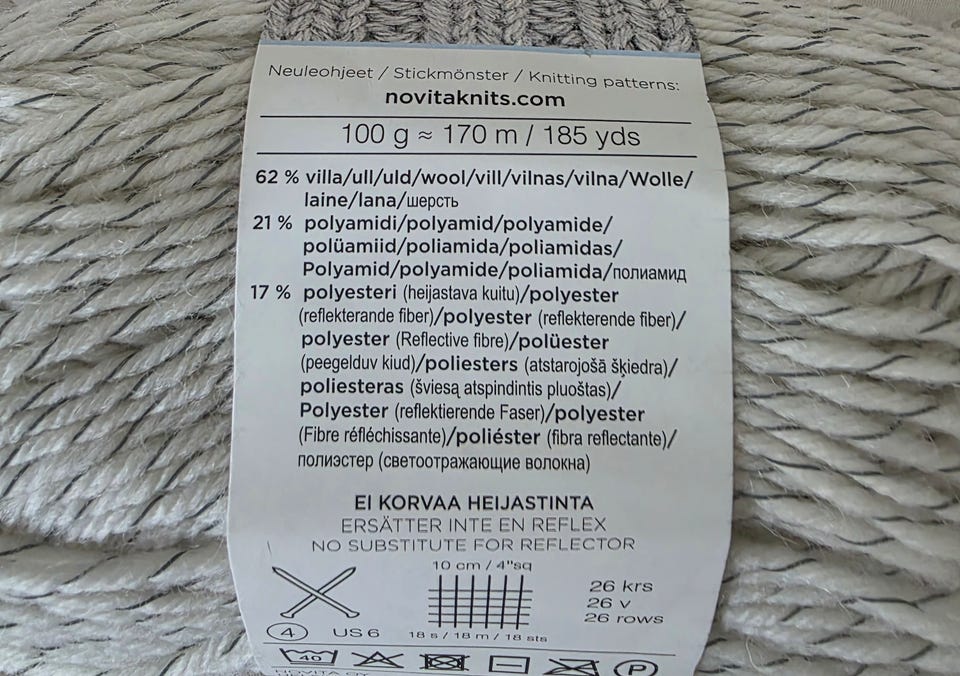 Neuleohjeet / Stickmönster / Knitting patterns:
novitaknits.com
100 g ≈ 170 m / 185 yds
62 % villa/ull/uld/wool/vill/vilnas/vilna/Wolle/
laine/lana/шерсть
21 % polyamidi/polyamid/polyamide/
polüamiid/poliamida/poliamidas/
Polyamid/polyamide/poliamida/полиамид
17 % polyesteri (heijastava kuitu)/polyester
(reflekterande fiber)/polyester (reflekterende fiber)/
polyester (Reflective fibre)/polüester
(peegelduv kiud)/poliesters (atstarojošā šķiedra)/
poliesteras (šviesą atspindintis pluoštas)/
Polyester (reflektierende Faser)/polyester
(Fibre réfléchissante)/poliéster (fibra reflectante)/
полиэстер (светоотражающие волокна)
EI KORVAA HEIJASTINTA
ERSÄTTER INTE EN REFLEX
NO SUBSTITUTE FOR REFLECTOR
10 cm / 4"sq
26 krs
26 v
26 rows
4 US 6 18 s / 18 m / 18 sts
40 P